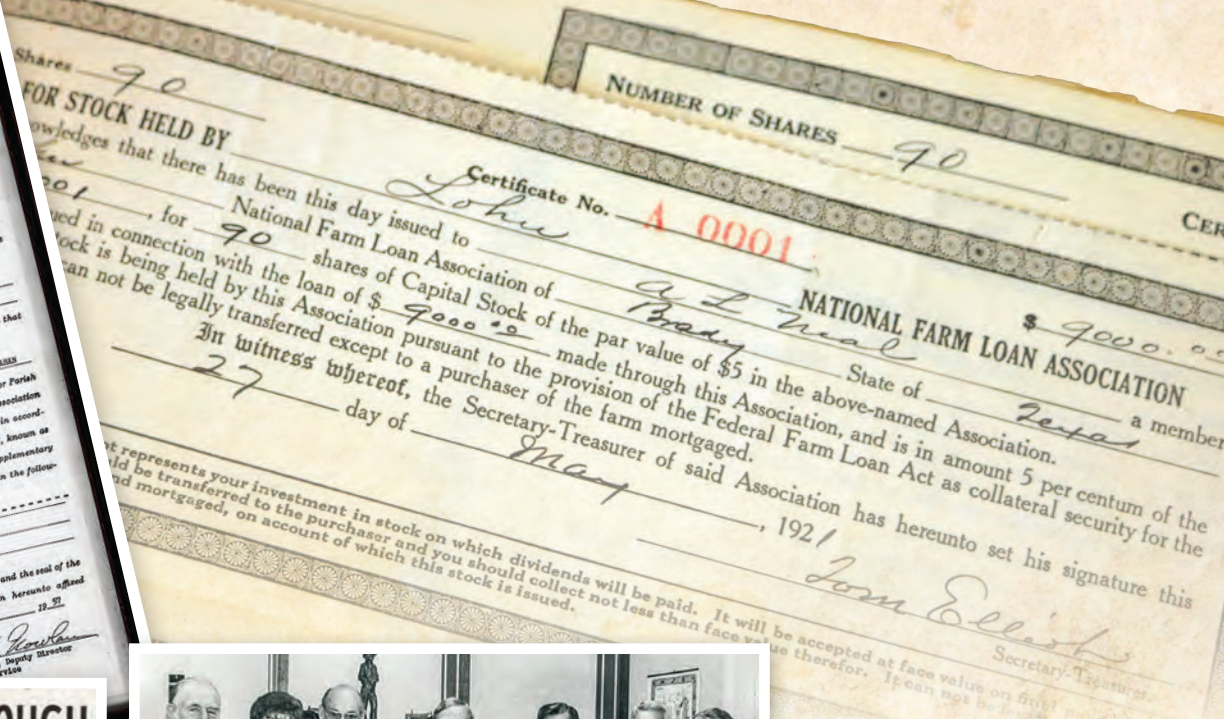 NUMBER OF SHARES 90
CER
Shares 90
Certificate No. A 0001
$ 9000.00
FOR STOCK HELD BY Lohn NATIONAL FARM LOAN ASSOCIATION
owledges that there has been this day issued to A L Neal a member
National Farm Loan Association of Brady State of Texas
001, for 90 shares of Capital Stock of the par value of $5 in the above-named Association.
ued in connection with the loan of $ 9000.00 made through this Association, and is in amount 5 per centum of the
tock is being held by this Association pursuant to the provision of the Federal Farm Loan Act as collateral security for the
an not be legally transferred except to a purchaser of the farm mortgaged.
In witness whereof, the Secretary-Treasurer of said Association has hereunto set his signature this
27 day of May, 1921
Tom
Secretary-Treasurer.
t represents your investment in stock on which dividends will be paid. It will be accepted at face value on final
ld be transferred to the purchaser and you should collect not less than face value therefor. It can not be
nd mortgaged, on account of which this stock is issued.
that
or Parish
ssociation
in accord-
, known as
pplementary
n the follow-
and the seal of the
n hereunto affixed
19 51
Deputy Director
rvice
OUGH